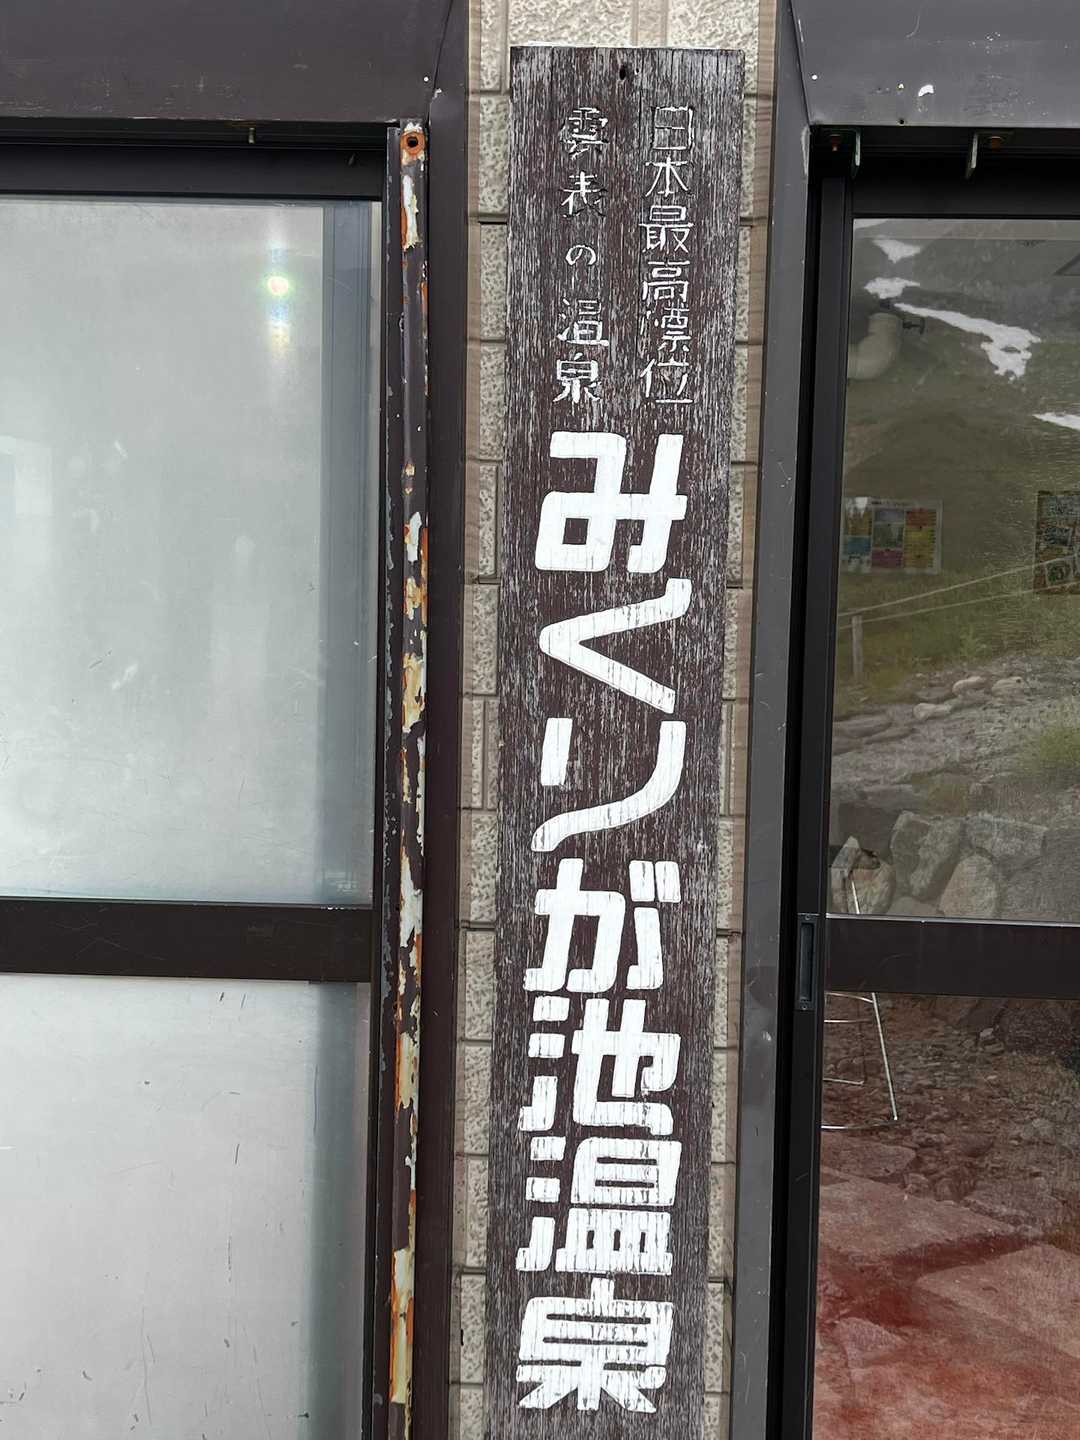 日本最高標位
雲表の温泉
みくりが池温泉